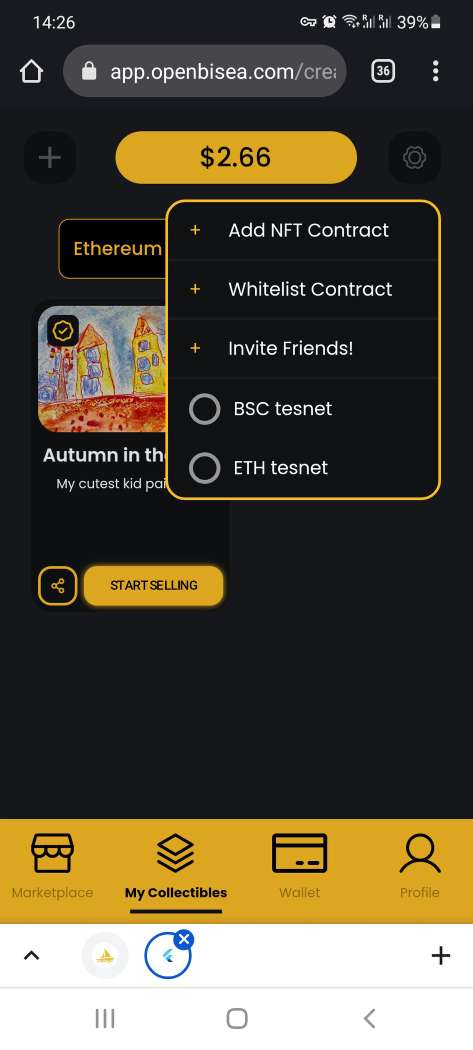 14:26
39%
app.openbisea.com/crea
36
$2.66
Ethereum
+ Add NFT Contract
+ Whitelist Contract
+ Invite Friends!
BSC tesnet
ETH tesnet
Autumn in the
My cutest kid pai
START SELLING
Marketplace
My Collectibles
Wallet
Profile